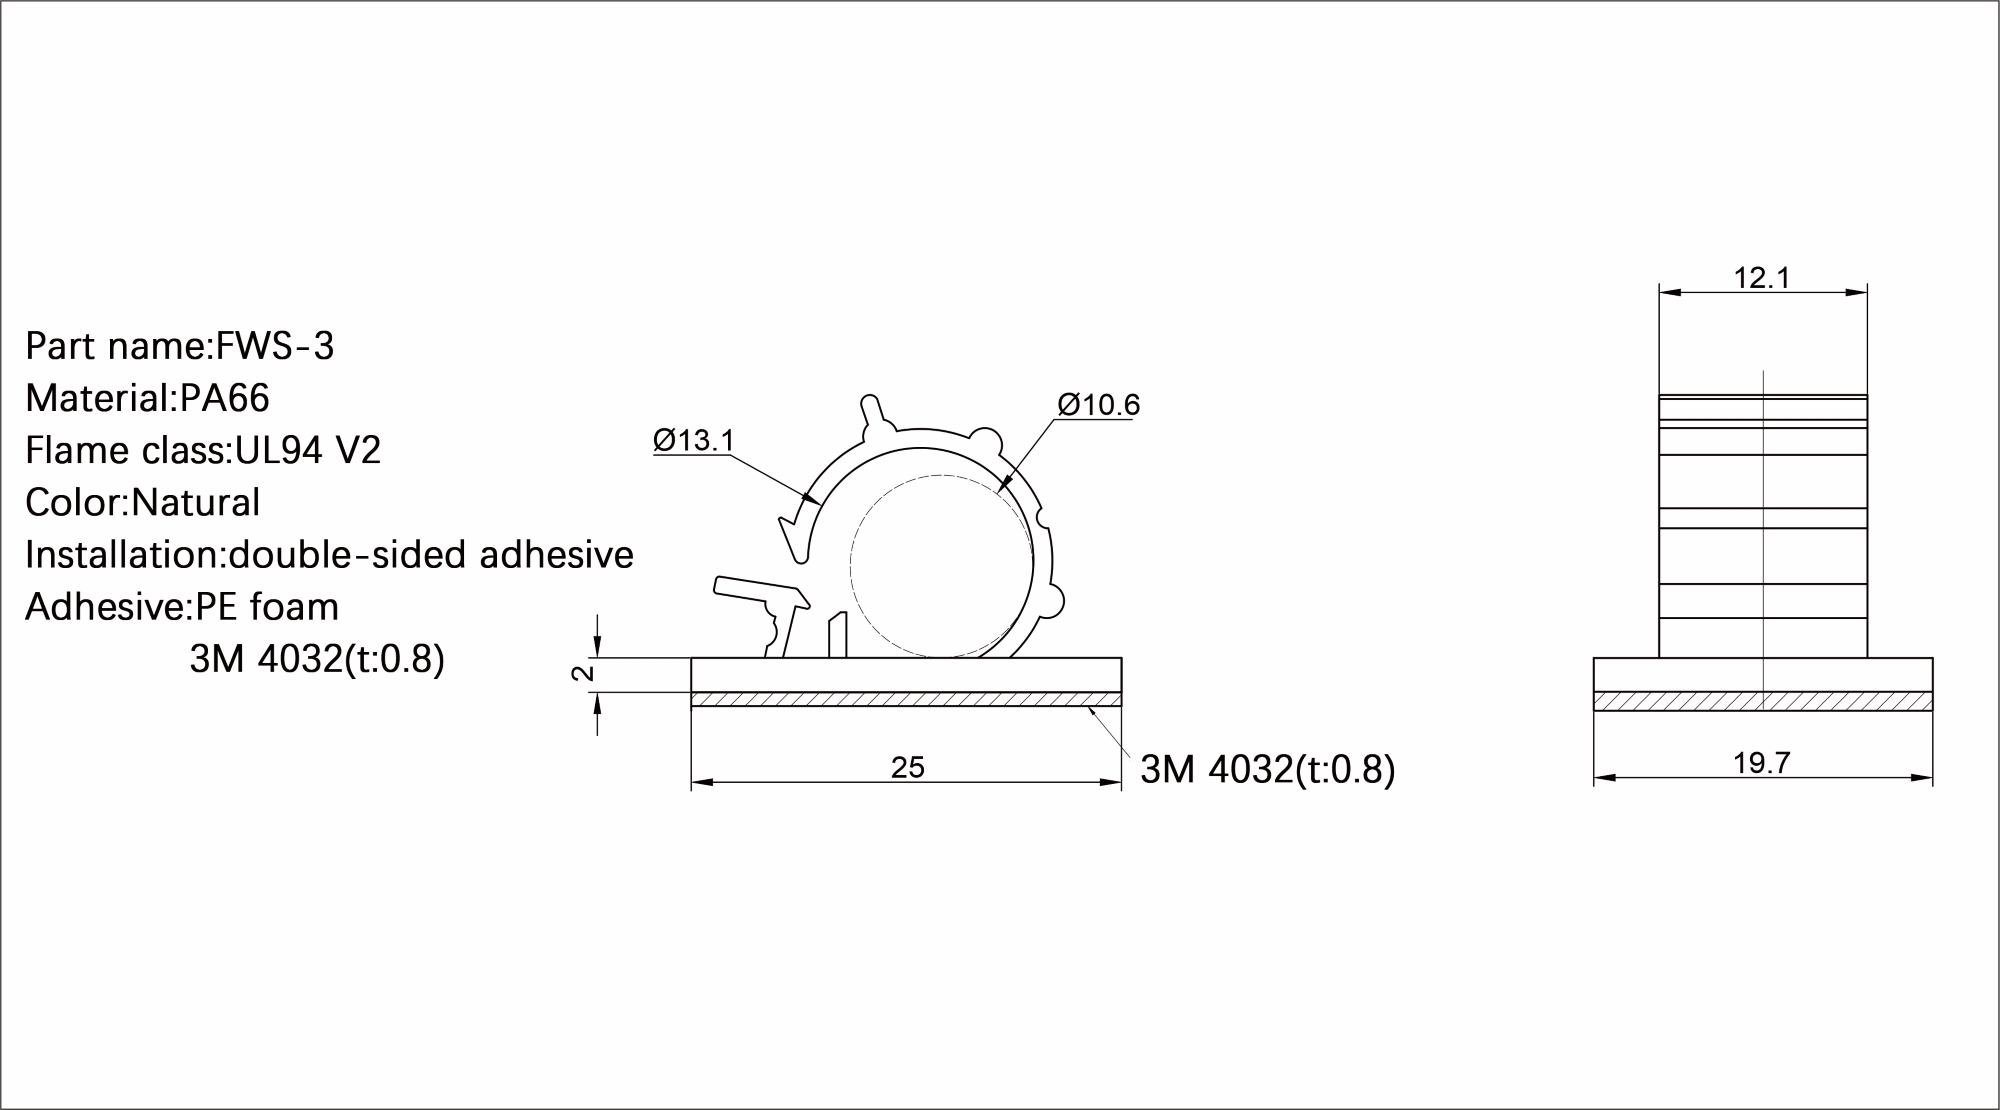 Part name:FWS-3
Material:PA66
Flame class:UL94 V2
Color:Natural
Installation:double-sided adhesive
Adhesive:PE foam
3M 4032(t:0.8)
Ø13.1
Ø10.6
2
25
3M 4032(t:0.8)
12.1
19.7